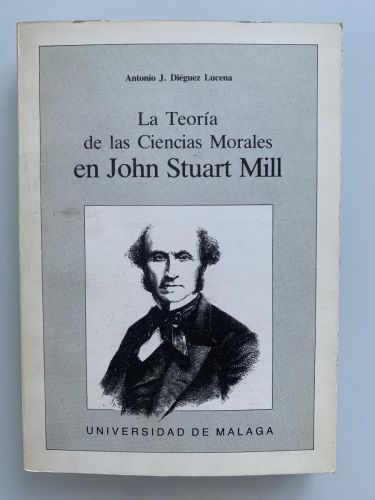 Antonio J. Diéguez Lucena
La Teoría
de las Ciencias Morales
en John Stuart Mill
UNIVERSIDAD DE MALAGA